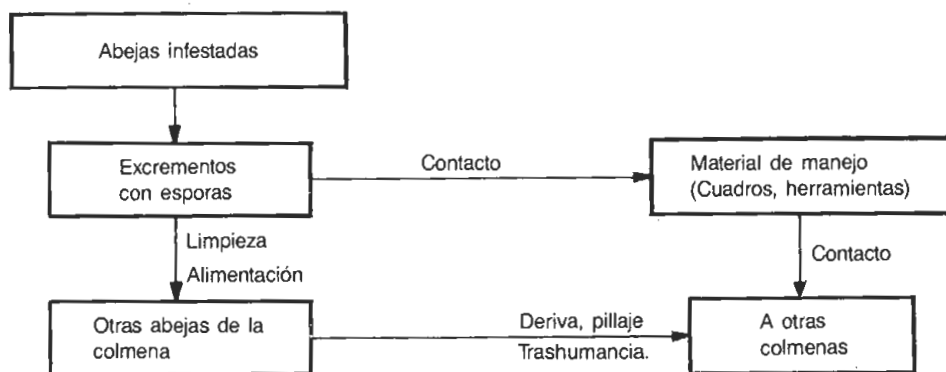 Abejas infestadas
Excrementos
con esporas
Contacto
Material de manejo
(Cuadros, herramientas)
Limpieza
Alimentación
Contacto
Otras abejas de la
colmena
Deriva, pillaje
Trashumancia.
A otras
colmenas